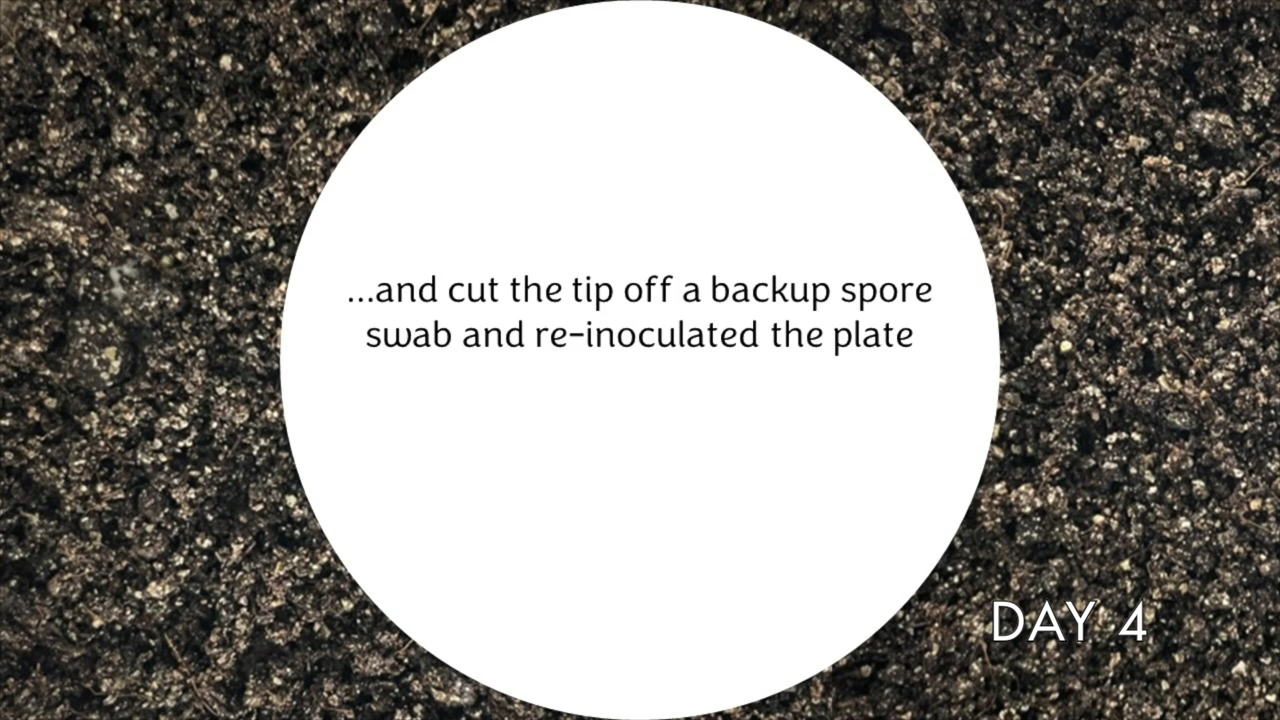 ...and cut the tip off a backup spore
swab and re-inoculated the plate
DAY 4